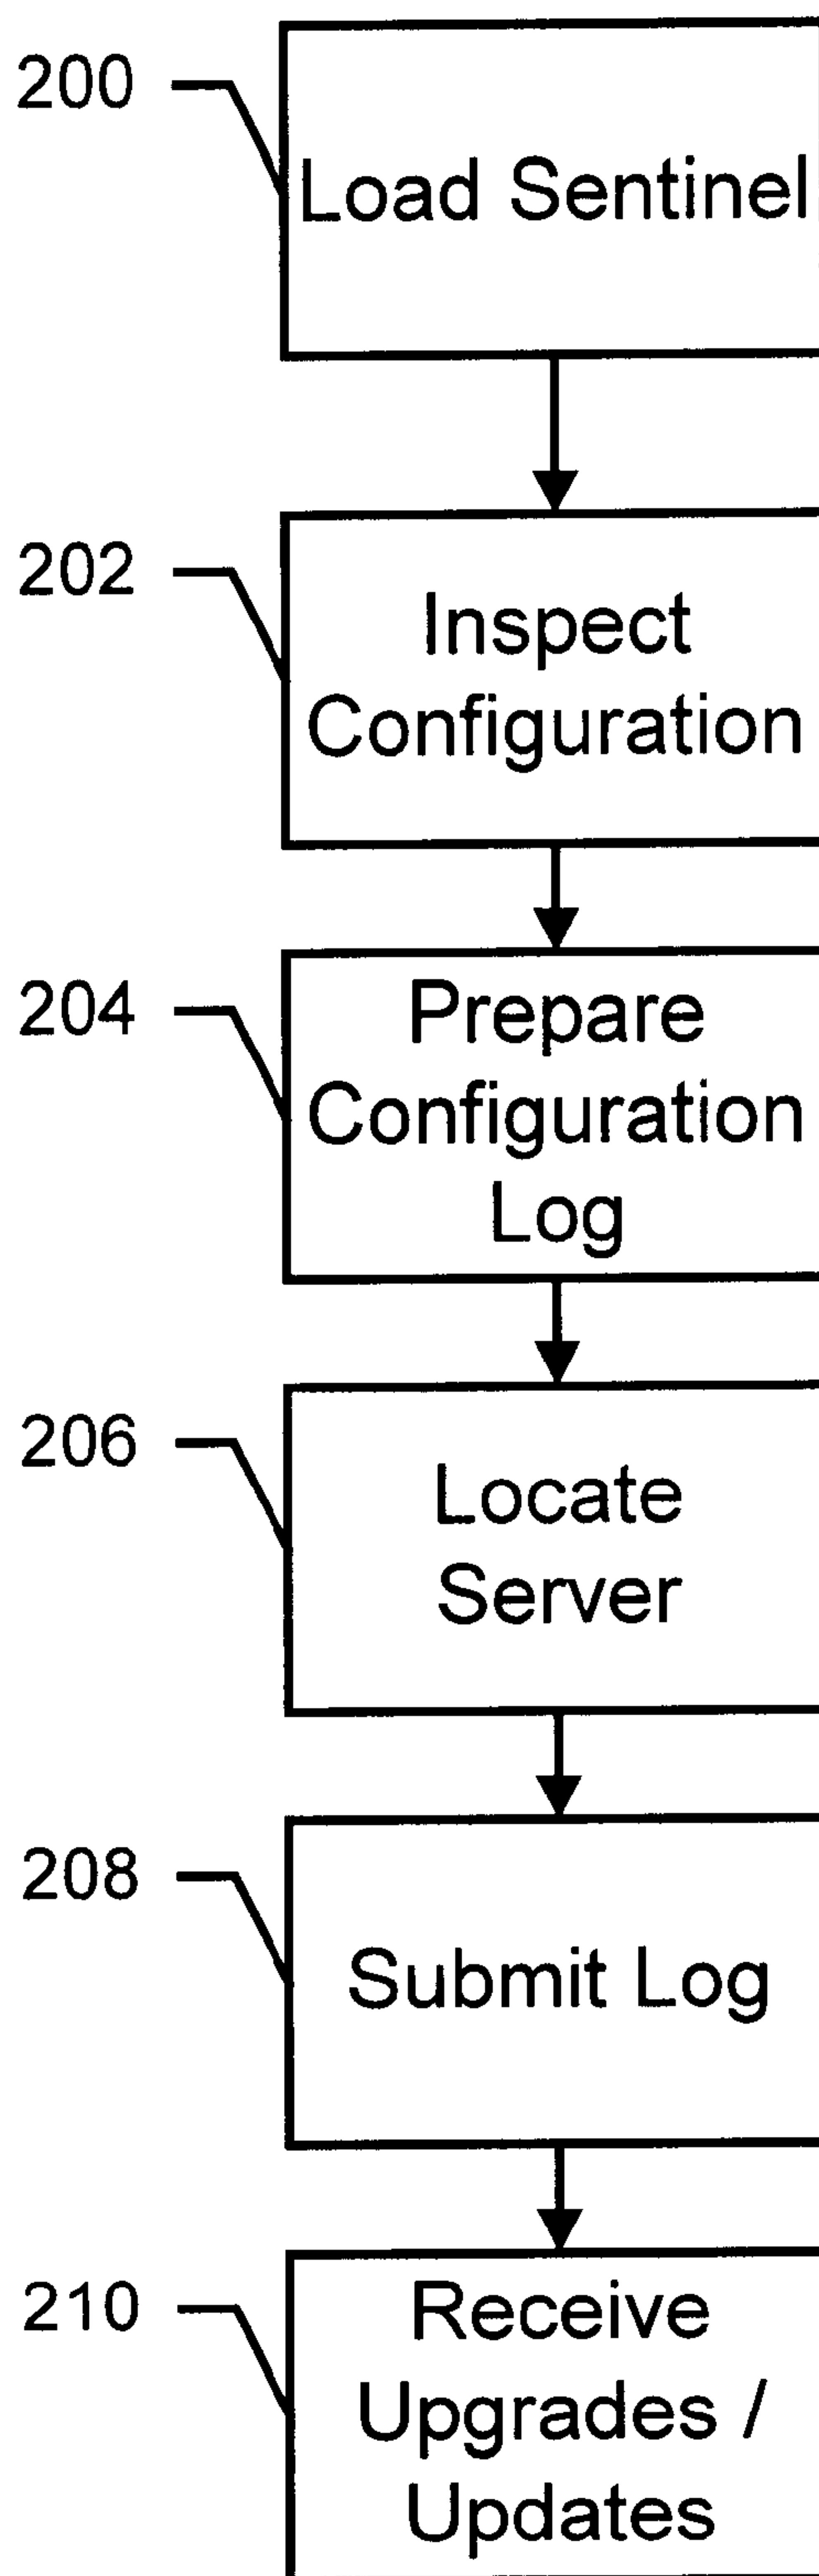 200
Load Sentinel
202
Inspect
Configuration
204
Prepare
Configuration
Log
206
Locate
Server
208
Submit Log
210
Receive
Upgrades /
Updates